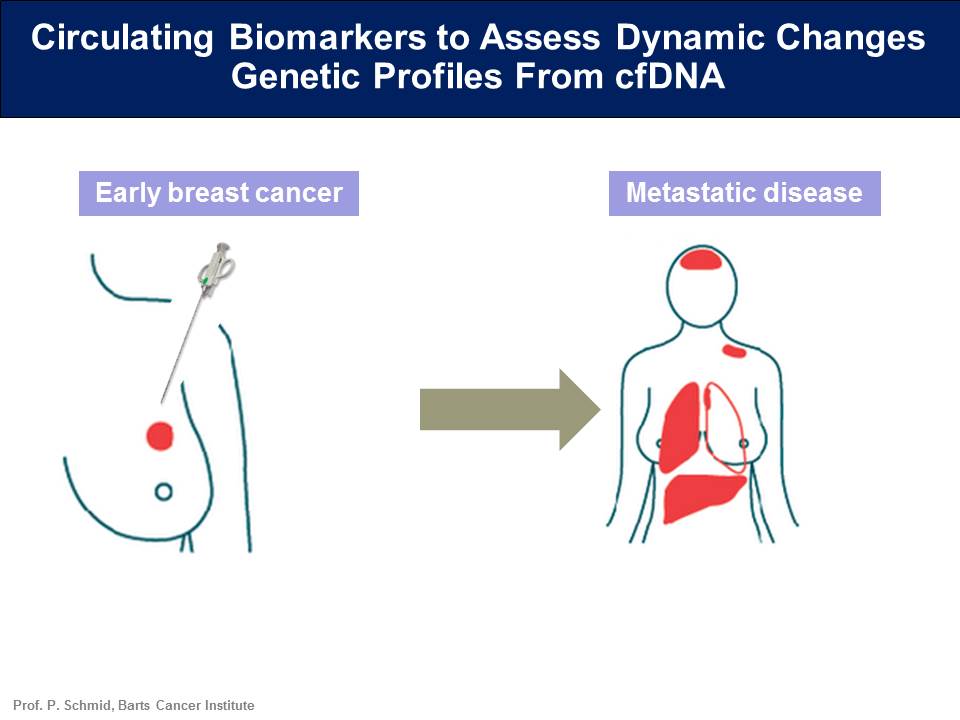 Circulating Biomarkers to Assess Dynamic Changes
Genetic Profiles From cfDNA
Early breast cancer
Metastatic disease
Prof. P. Schmid, Barts Cancer Institute